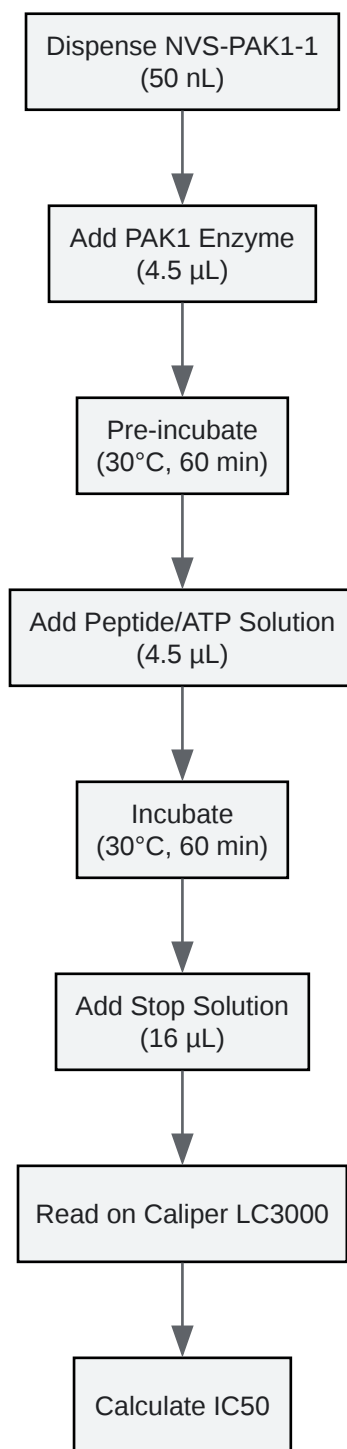 Dispense NVS-PAK1-1
(50 nL)
Add PAK1 Enzyme
(4.5 µL)
Pre-incubate
(30°C, 60 min)
Add Peptide/ATP Solution
(4.5 µL)
Incubate
(30°C, 60 min)
Add Stop Solution
(16 µL)
Read on Caliper LC3000
Calculate IC50